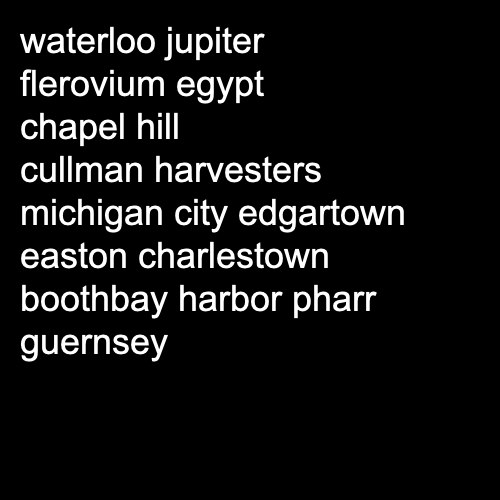 waterloo jupiter
flerovium egypt
chapel hill
cullman harvesters
michigan city edgartown
easton charlestown
boothbay harbor pharr
guernsey